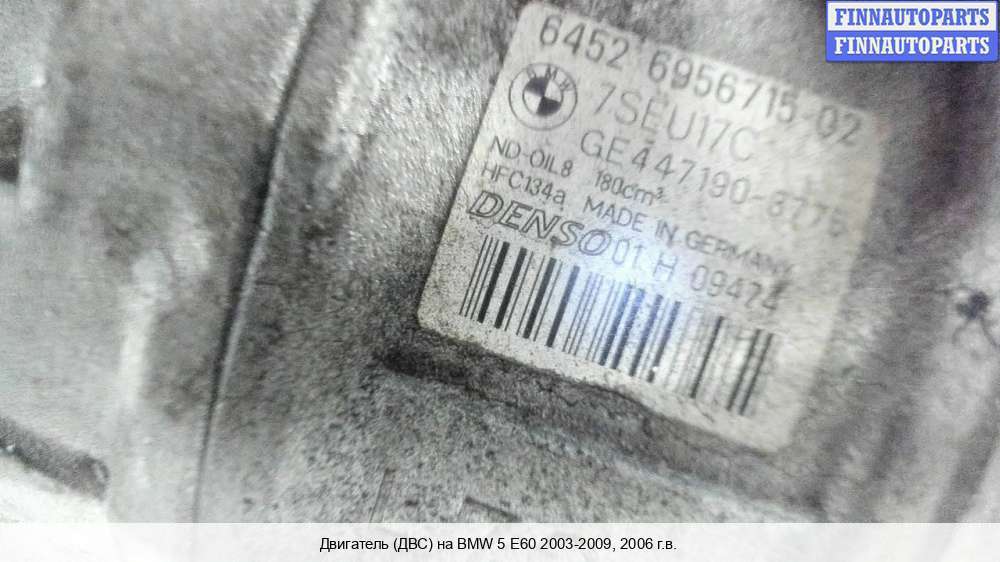 FINNAUTOPARTS
FINNAUTOPARTS
6452 6956715-02
BMW
7SEU17C
GE447190-8775
ND-OIL8 180cm³
HFC134a MADE IN GERMANY
DENSO 01 H 09474
Двигатель (ДВС) на BMW 5 E60 2003-2009, 2006 г.в.